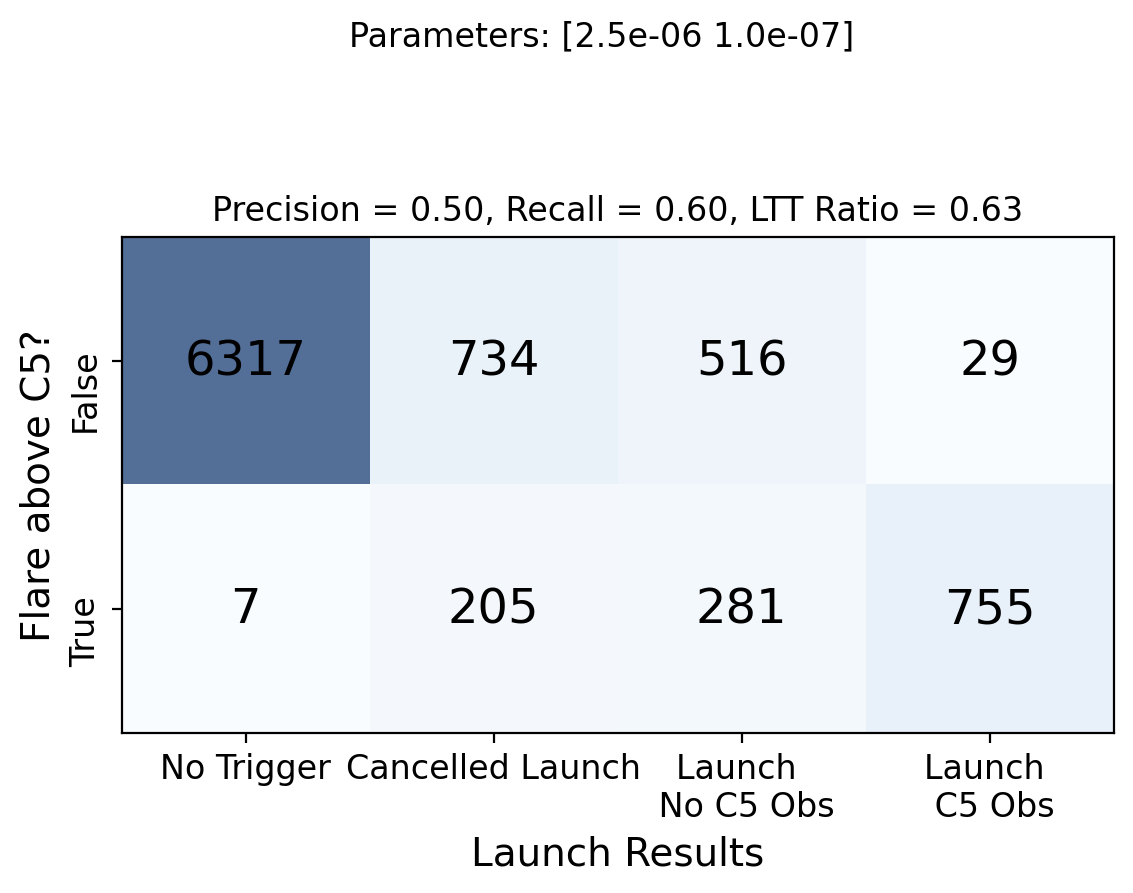 Parameters: [2.5e-06 1.0e-07]
Precision = 0.50, Recall = 0.60, LTT Ratio = 0.63
Flare above C5?
False
6317 734 516 29
True
7 205 281 755
No Trigger Cancelled Launch Launch Launch
No C5 Obs C5 Obs
Launch Results